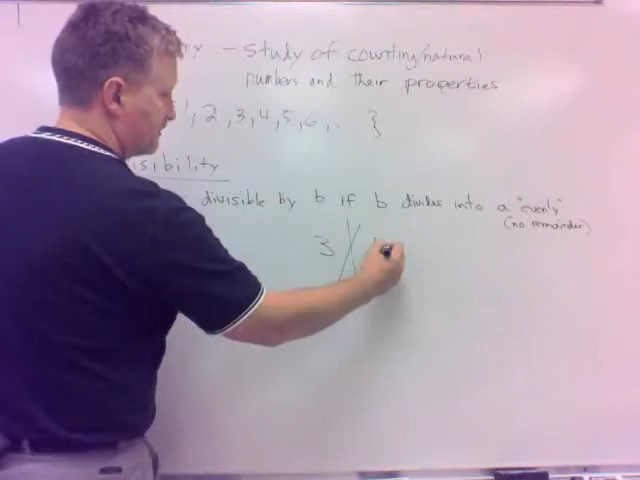 y - study of counting/natural
numbers and their properties
1, 2, 3, 4, 5, 6, .. }
isibility
divisible by b if b divides into a "evenly"
(no remainder)
3